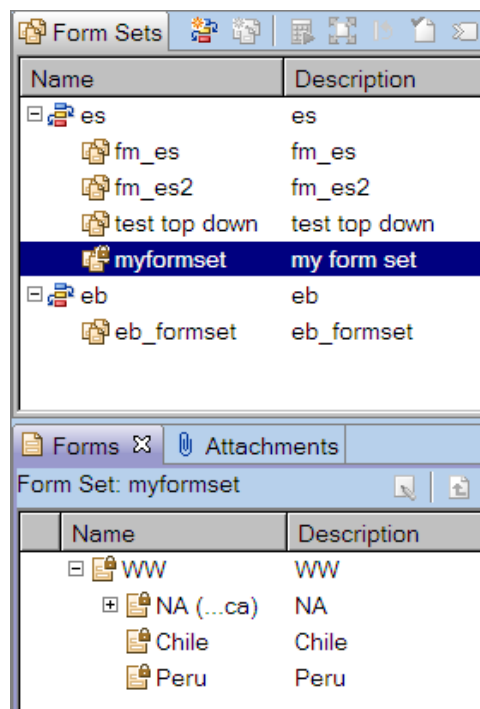 Form Sets
Name Description
es es
fm_es fm_es
fm_es2 fm_es2
test top down test top down
myformset my form set
eb eb
eb_formset eb_formset
Forms Attachments
Form Set: myformset
Name Description
WW WW
NA (...ca) NA
Chile Chile
Peru Peru